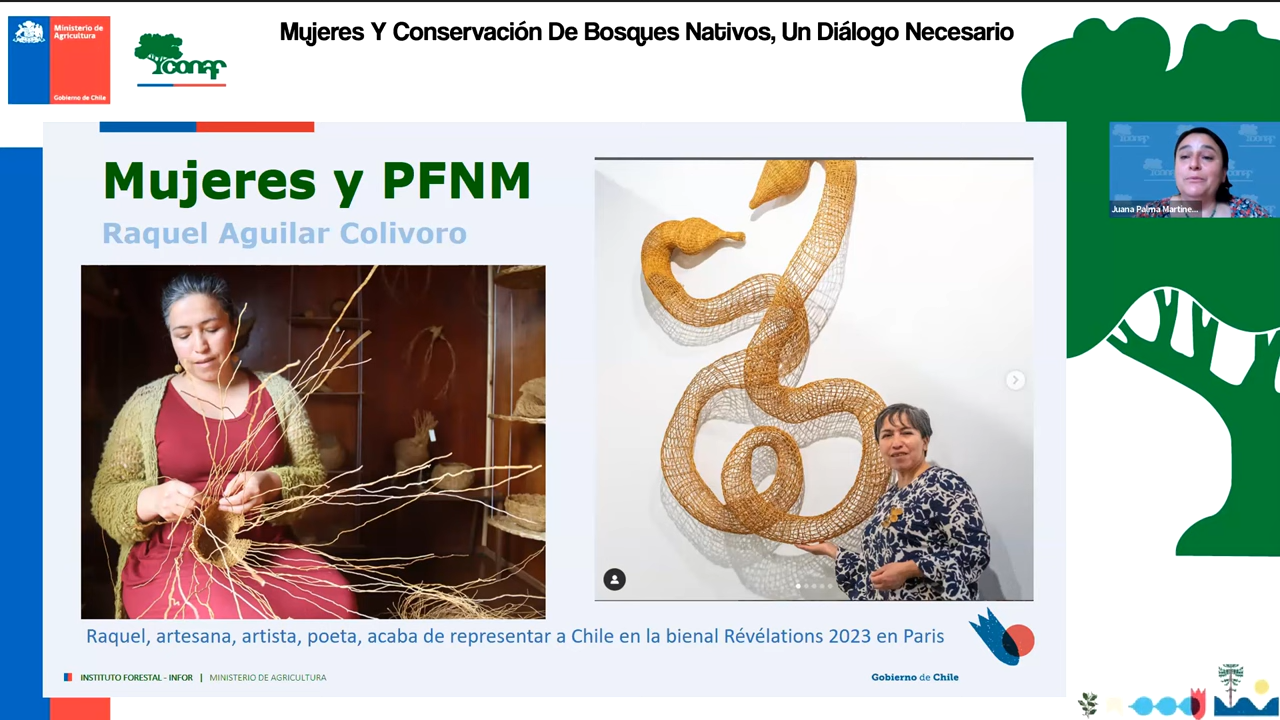 Mujeres Y Conservación De Bosques Nativos, Un Diálogo Necesario
Ministerio de
Agricultura
Gobierno de Chile
conaf
Mujeres y PFNM
Raquel Aguilar Colivoro
Juana Palma Martine...
Raquel, artesana, artista, poeta, acaba de representar a Chile en la bienal Révélations 2023 en Paris
INSTITUTO FORESTAL - INFOR | MINISTERIO DE AGRICULTURA
Gobierno de Chile